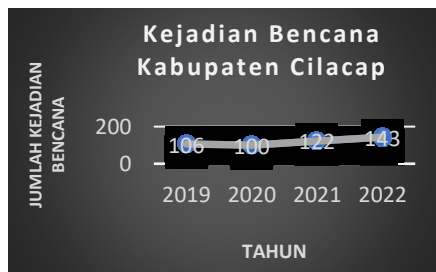 Kejadian Bencana
Kabupaten Cilacap
JUMLAH KEJADIAN
BENCANA
200
0
106
100
122
143
2019 2020 2021 2022
TAHUN